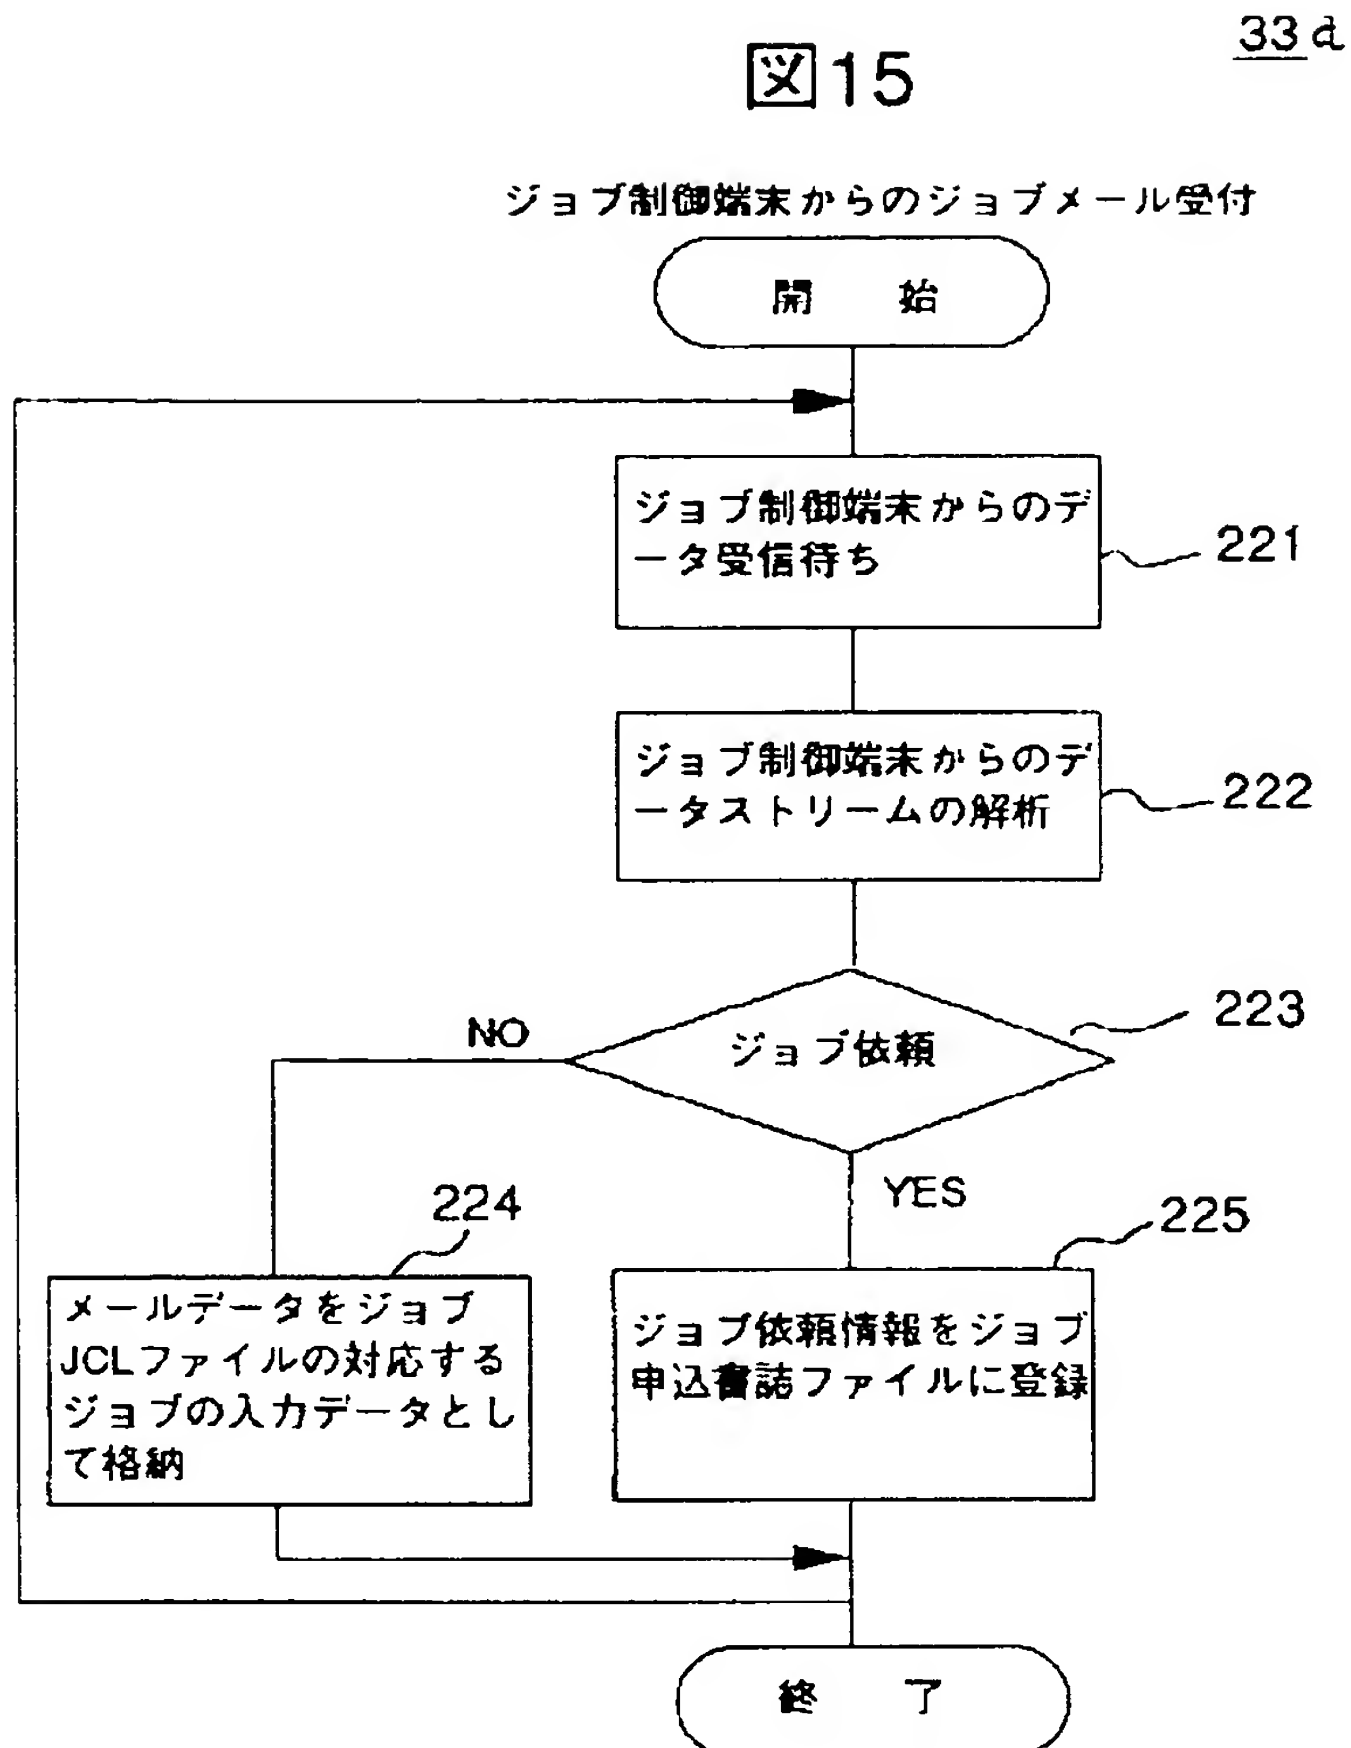 33a
図15
ジョブ制御端末からのジョブメール受付
開 始
ジョブ制御端末からのデ
ータ受信待ち
221
ジョブ制御端末からのデ
ータストリームの解析
222
NO
ジョブ依頼
223
YES
224
225
メールデータをジョブ
JCLファイルの対応する
ジョブの入力データとし
て格納
ジョブ依頼情報をジョブ
申込書誌ファイルに登録
終 了